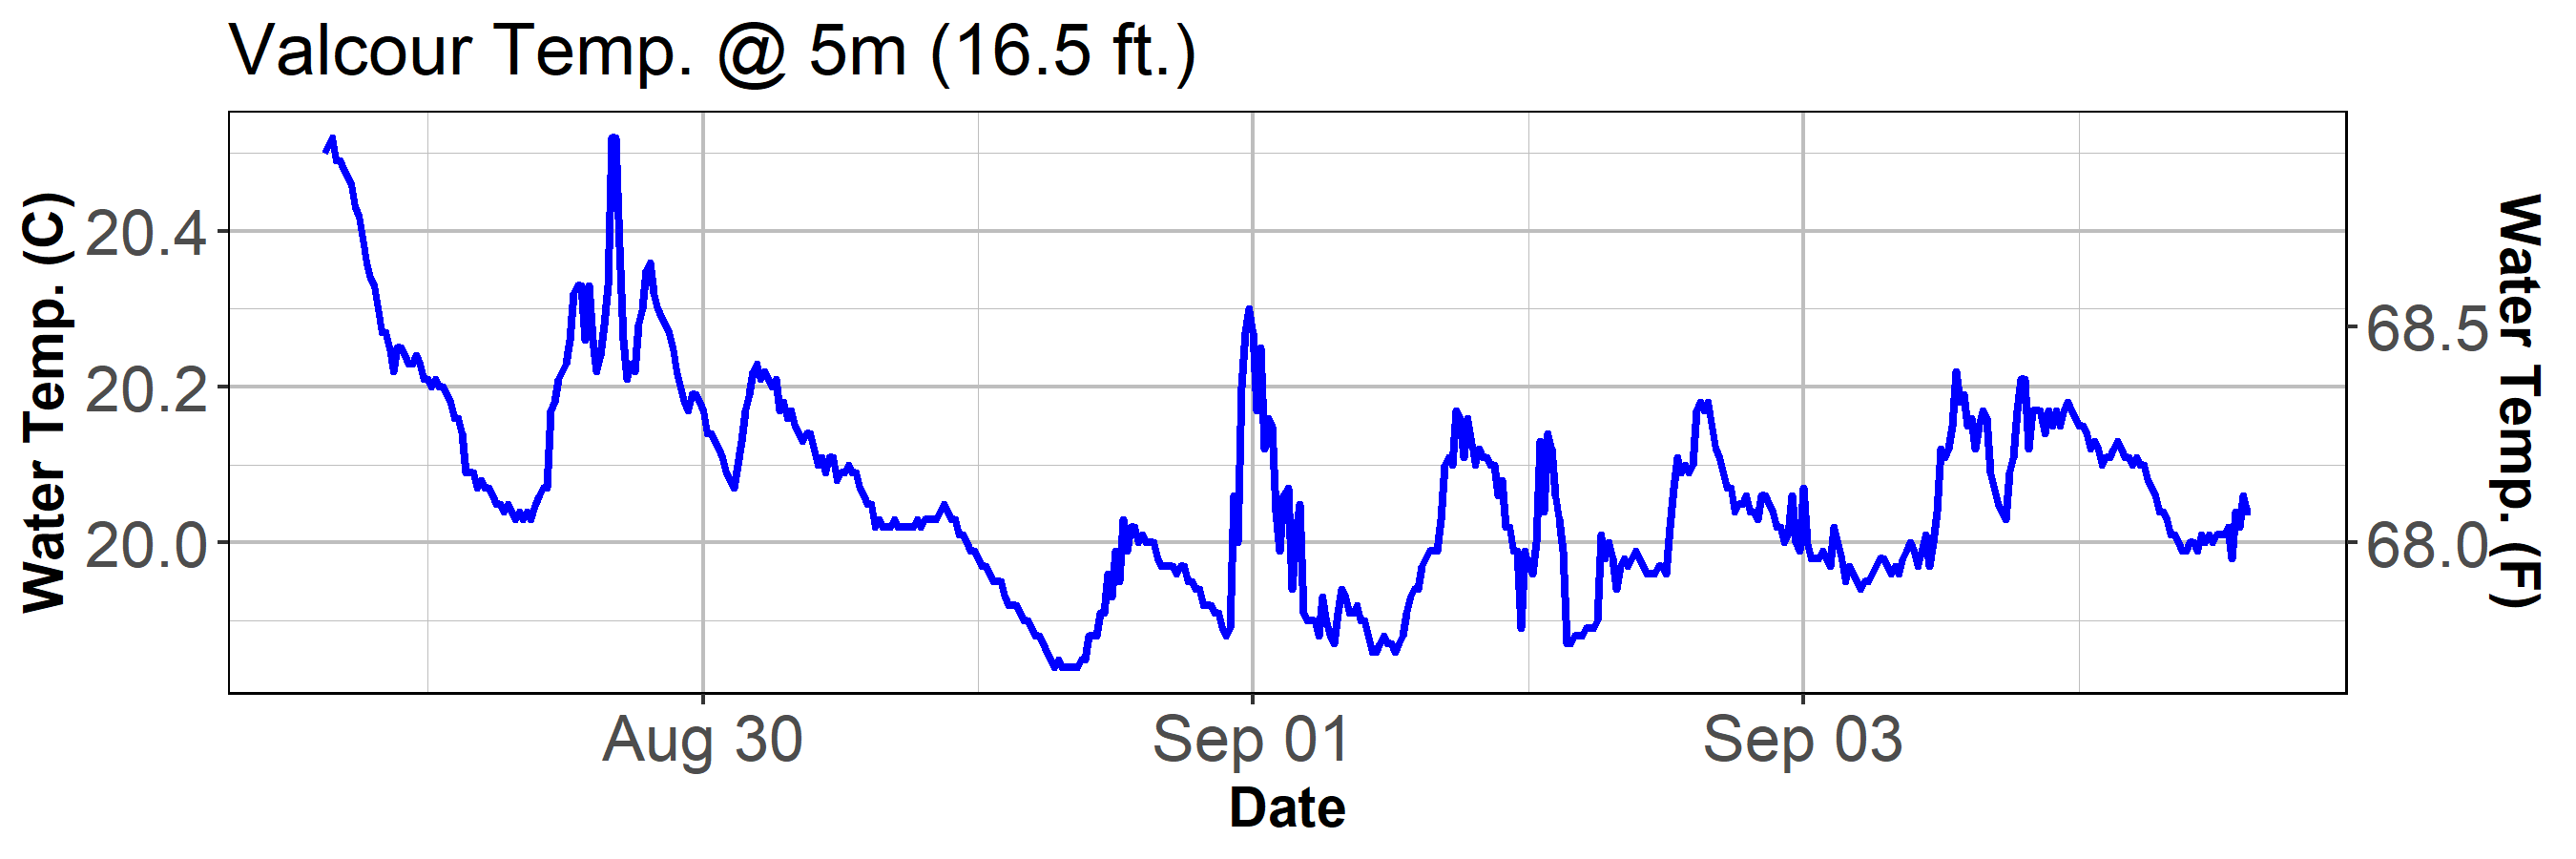 Valcour Temp. @ 5m (16.5 ft.)
Water Temp. (C)
20.4
20.2
20.0
68.5
68.0
Water Temp. (F)
Aug 30
Sep 01
Sep 03
Date